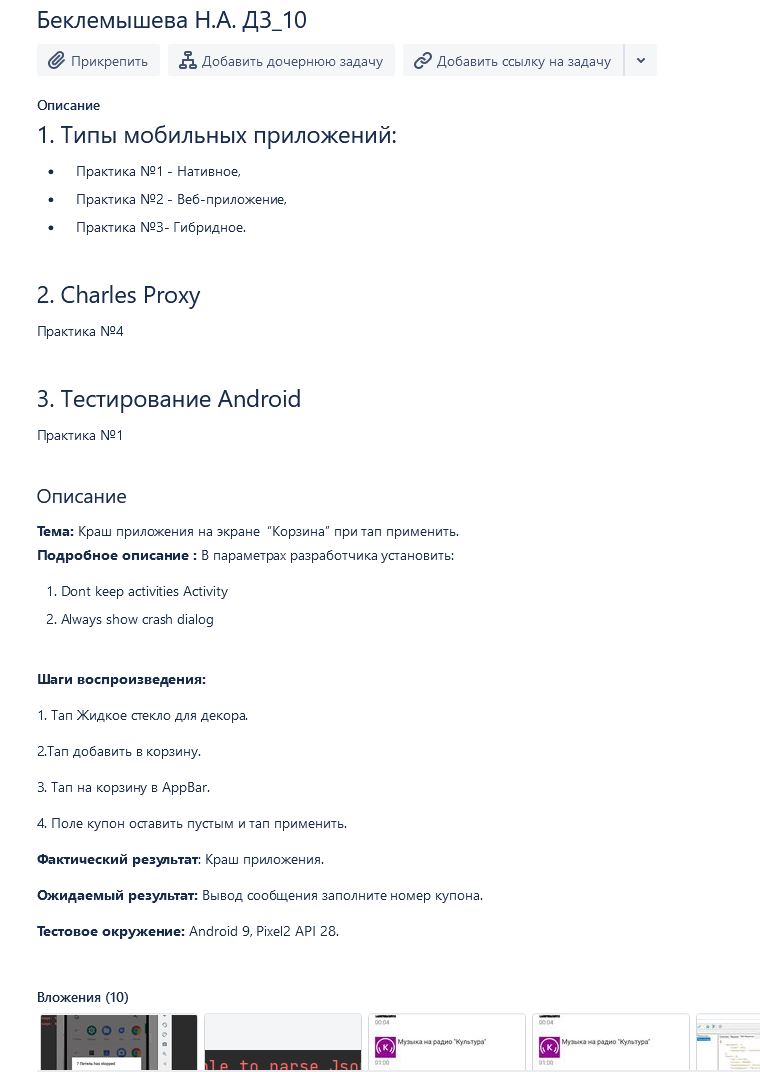 Беклемышева Н.А. ДЗ_10
Прикрепить
Добавить дочернюю задачу
Добавить ссылку на задачу
Описание
1. Типы мобильных приложений:
• Практика №1 - Нативное,
• Практика №2 - Веб-приложение,
• Практика №3- Гибридное.
2. Charles Proxy
Практика №4
3. Тестирование Android
Практика №1
Описание
Тема: Краш приложения на экране “Корзина” при тап применить.
Подробное описание : В параметрах разработчика установить:
1. Dont keep activities Activity
2. Always show crash dialog
Шаги воспроизведения:
1. Тап Жидкое стекло для декора.
2.Тап добавить в корзину.
3. Тап на корзину в AppBar.
4. Поле купон оставить пустым и тап применить.
Фактический результат: Краш приложения.
Ожидаемый результат: Вывод сообщения заполните номер купона.
Тестовое окружение: Android 9, Pixel2 API 28.
Вложения (10)
7 Петель has stopped
to parse
00:04
Музыка на радио "Культура"
01:00
00:04
Музыка на радио "Культура"
01:00